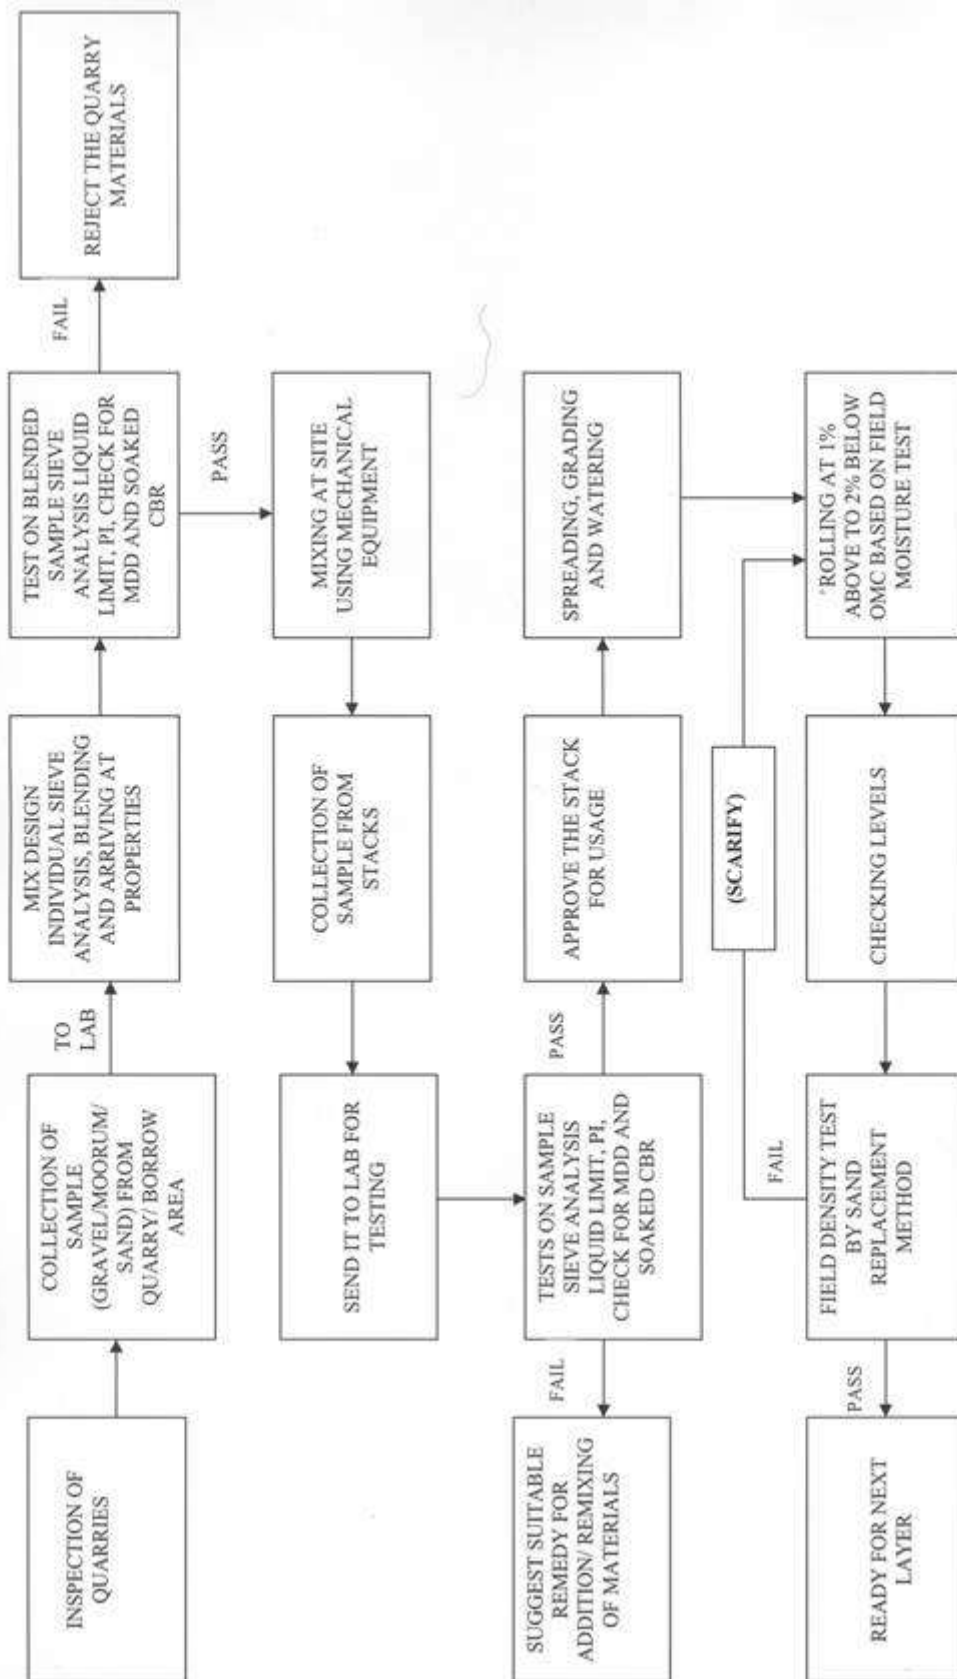 INSPECTION OF
QUARRIES
COLLECTION OF
SAMPLE
(GRAVEL/MOORUM/
SAND) FROM
QUARRY/ BORROW
AREA
TO
LAB
MIX DESIGN
INDIVIDUAL SIEVE
ANALYSIS, BLENDING
AND ARRIVING AT
PROPERTIES
TEST ON BLENDED
SAMPLE SIEVE
ANALYSIS LIQUID
LIMIT, PI, CHECK FOR
MDD AND SOAKED
CBR
FAIL
REJECT THE QUARRY
MATERIALS
PASS
MIXING AT SITE
USING MECHANICAL
EQUIPMENT
COLLECTION OF
SAMPLE FROM
STACKS
SEND IT TO LAB FOR
TESTING
TESTS ON SAMPLE
SIEVE ANALYSIS
LIQUID LIMIT, PI,
CHECK FOR MDD AND
SOAKED CBR
FAIL
SUGGEST SUITABLE
REMEDY FOR
ADDITION/ REMIXING
OF MATERIALS
PASS
APPROVE THE STACK
FOR USAGE
SPREADING, GRADING
AND WATERING
(SCARIFY)
*ROLLING AT 1%
ABOVE TO 2% BELOW
OMC BASED ON FIELD
MOISTURE TEST
CHECKING LEVELS
FIELD DENSITY TEST
BY SAND
REPLACEMENT
METHOD
FAIL
PASS
READY FOR NEXT
LAYER